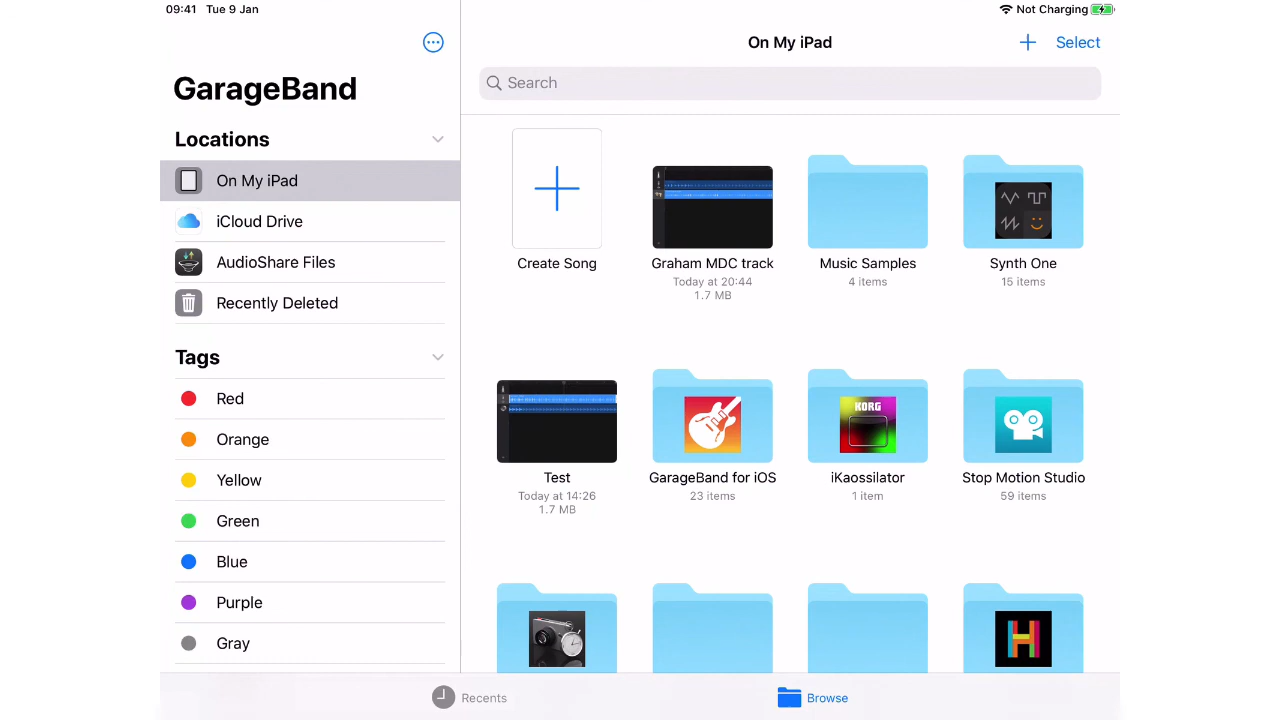 09:41 Tue 9 Jan
Not Charging
GarageBand
Locations
On My iPad
iCloud Drive
AudioShare Files
Recently Deleted
Tags
Red
Orange
Yellow
Green
Blue
Purple
Gray
On My iPad
Select
Search
Create Song
Graham MDC track
Today at 20:44
1.7 MB
Music Samples
4 items
Synth One
15 items
Test
Today at 14:26
1.7 MB
GarageBand for iOS
23 items
KORG
iKaossilator
1 item
Stop Motion Studio
59 items
H
Recents
Browse